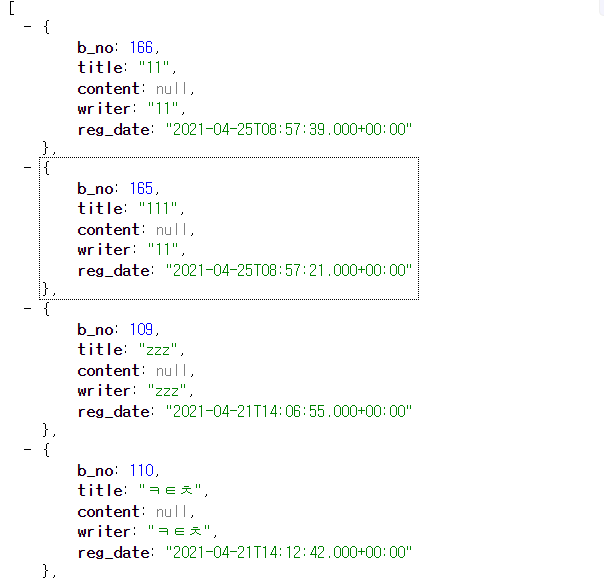 [
- {
b_no: 166,
title: "11",
content: null,
writer: "11",
reg_date: "2021-04-25T08:57:39.000+00:00"
},
- {
b_no: 165,
title: "111",
content: null,
writer: "11",
reg_date: "2021-04-25T08:57:21.000+00:00"
},
- {
b_no: 109,
title: "zzz",
content: null,
writer: "zzz",
reg_date: "2021-04-21T14:06:55.000+00:00"
},
- {
b_no: 110,
title: "ㅋㅌㅊ",
content: null,
writer: "ㅋㅌㅊ",
reg_date: "2021-04-21T14:12:42.000+00:00"
},